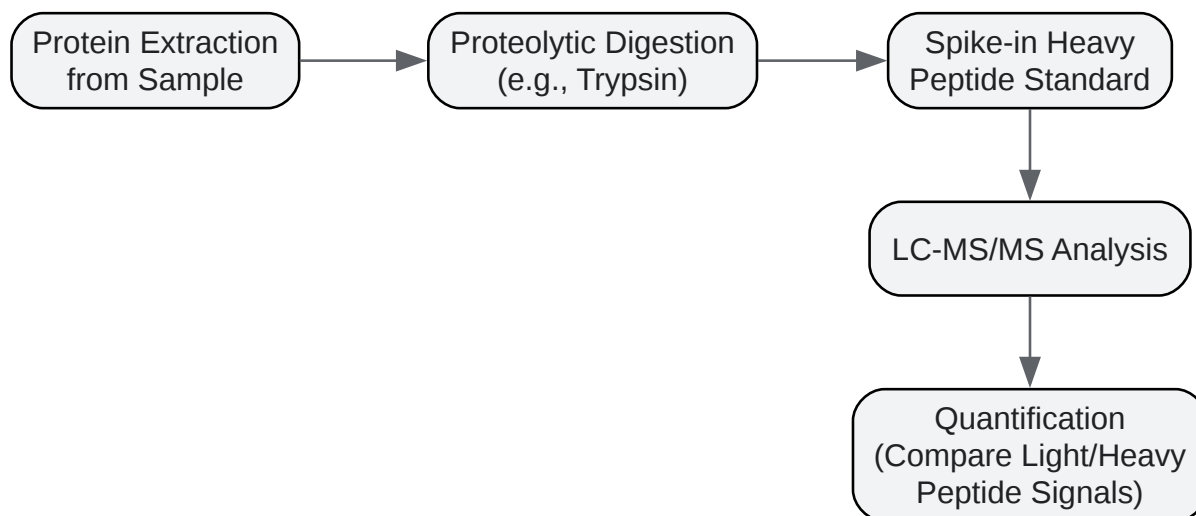 Protein Extraction
from Sample
Proteolytic Digestion
(e.g., Trypsin)
Spike-in Heavy
Peptide Standard
LC-MS/MS Analysis
Quantification
(Compare Light/Heavy
Peptide Signals)